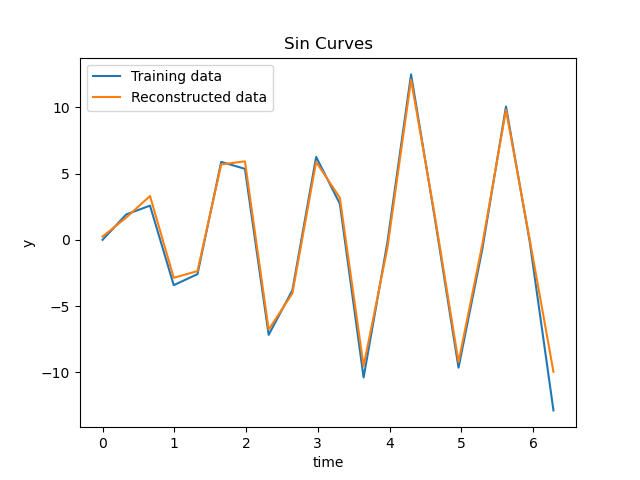 Sin Curves
Training data
Reconstructed data
10
5
0
−5
−10
y
0 1 2 3 4 5 6
time